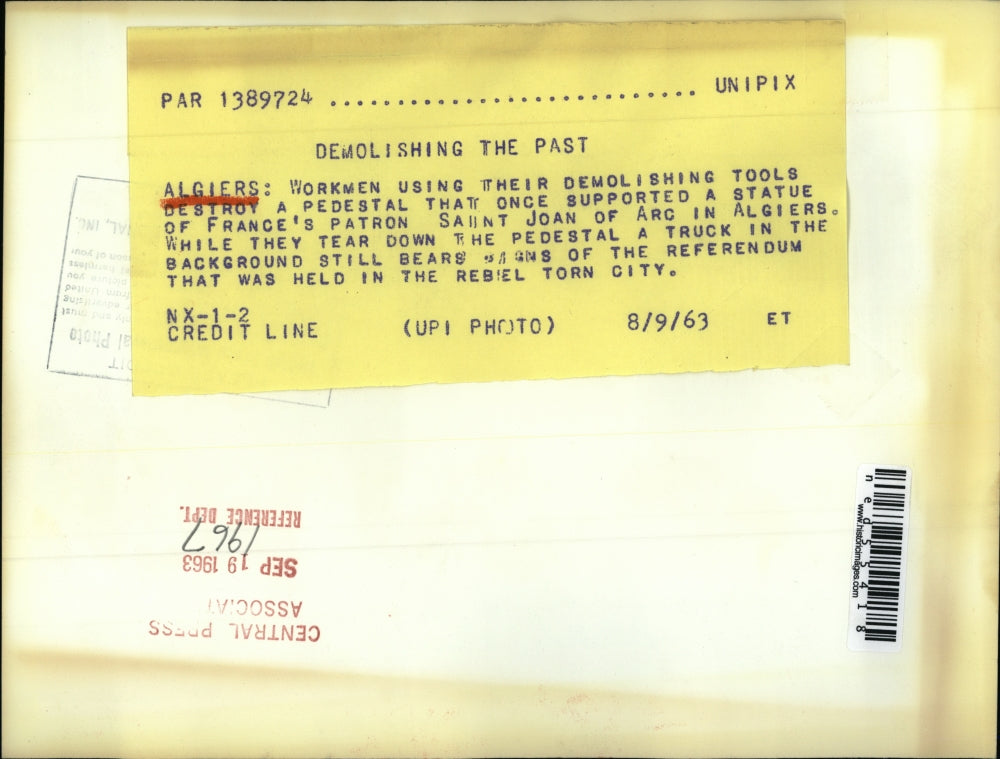 PAR 1389724 ............................ UNIPIX
DEMOLISHING THE PAST
ALGIERS: WORKMEN USING THEIR DEMOLISHING TOOLS
DESTROY A PEDESTAL THAT ONCE SUPPORTED A STATUE
OF FRANCE'S PATRON SAINT JOAN OF ARC IN ALGIERS.
WHILE THEY TEAR DOWN THE PEDESTAL A TRUCK IN THE
BACKGROUND STILL BEARS SIGNS OF THE REFERENDUM
THAT WAS HELD IN THE REBEL TORN CITY.
NX-1-2
CREDIT LINE (UPI PHOTO) 8/9/63 ET
CENTRAL PRESS
ASSOCIAT
SEP 19 1963
1967
REFERENCE DEPT.
ned55418
www.historicimages.com